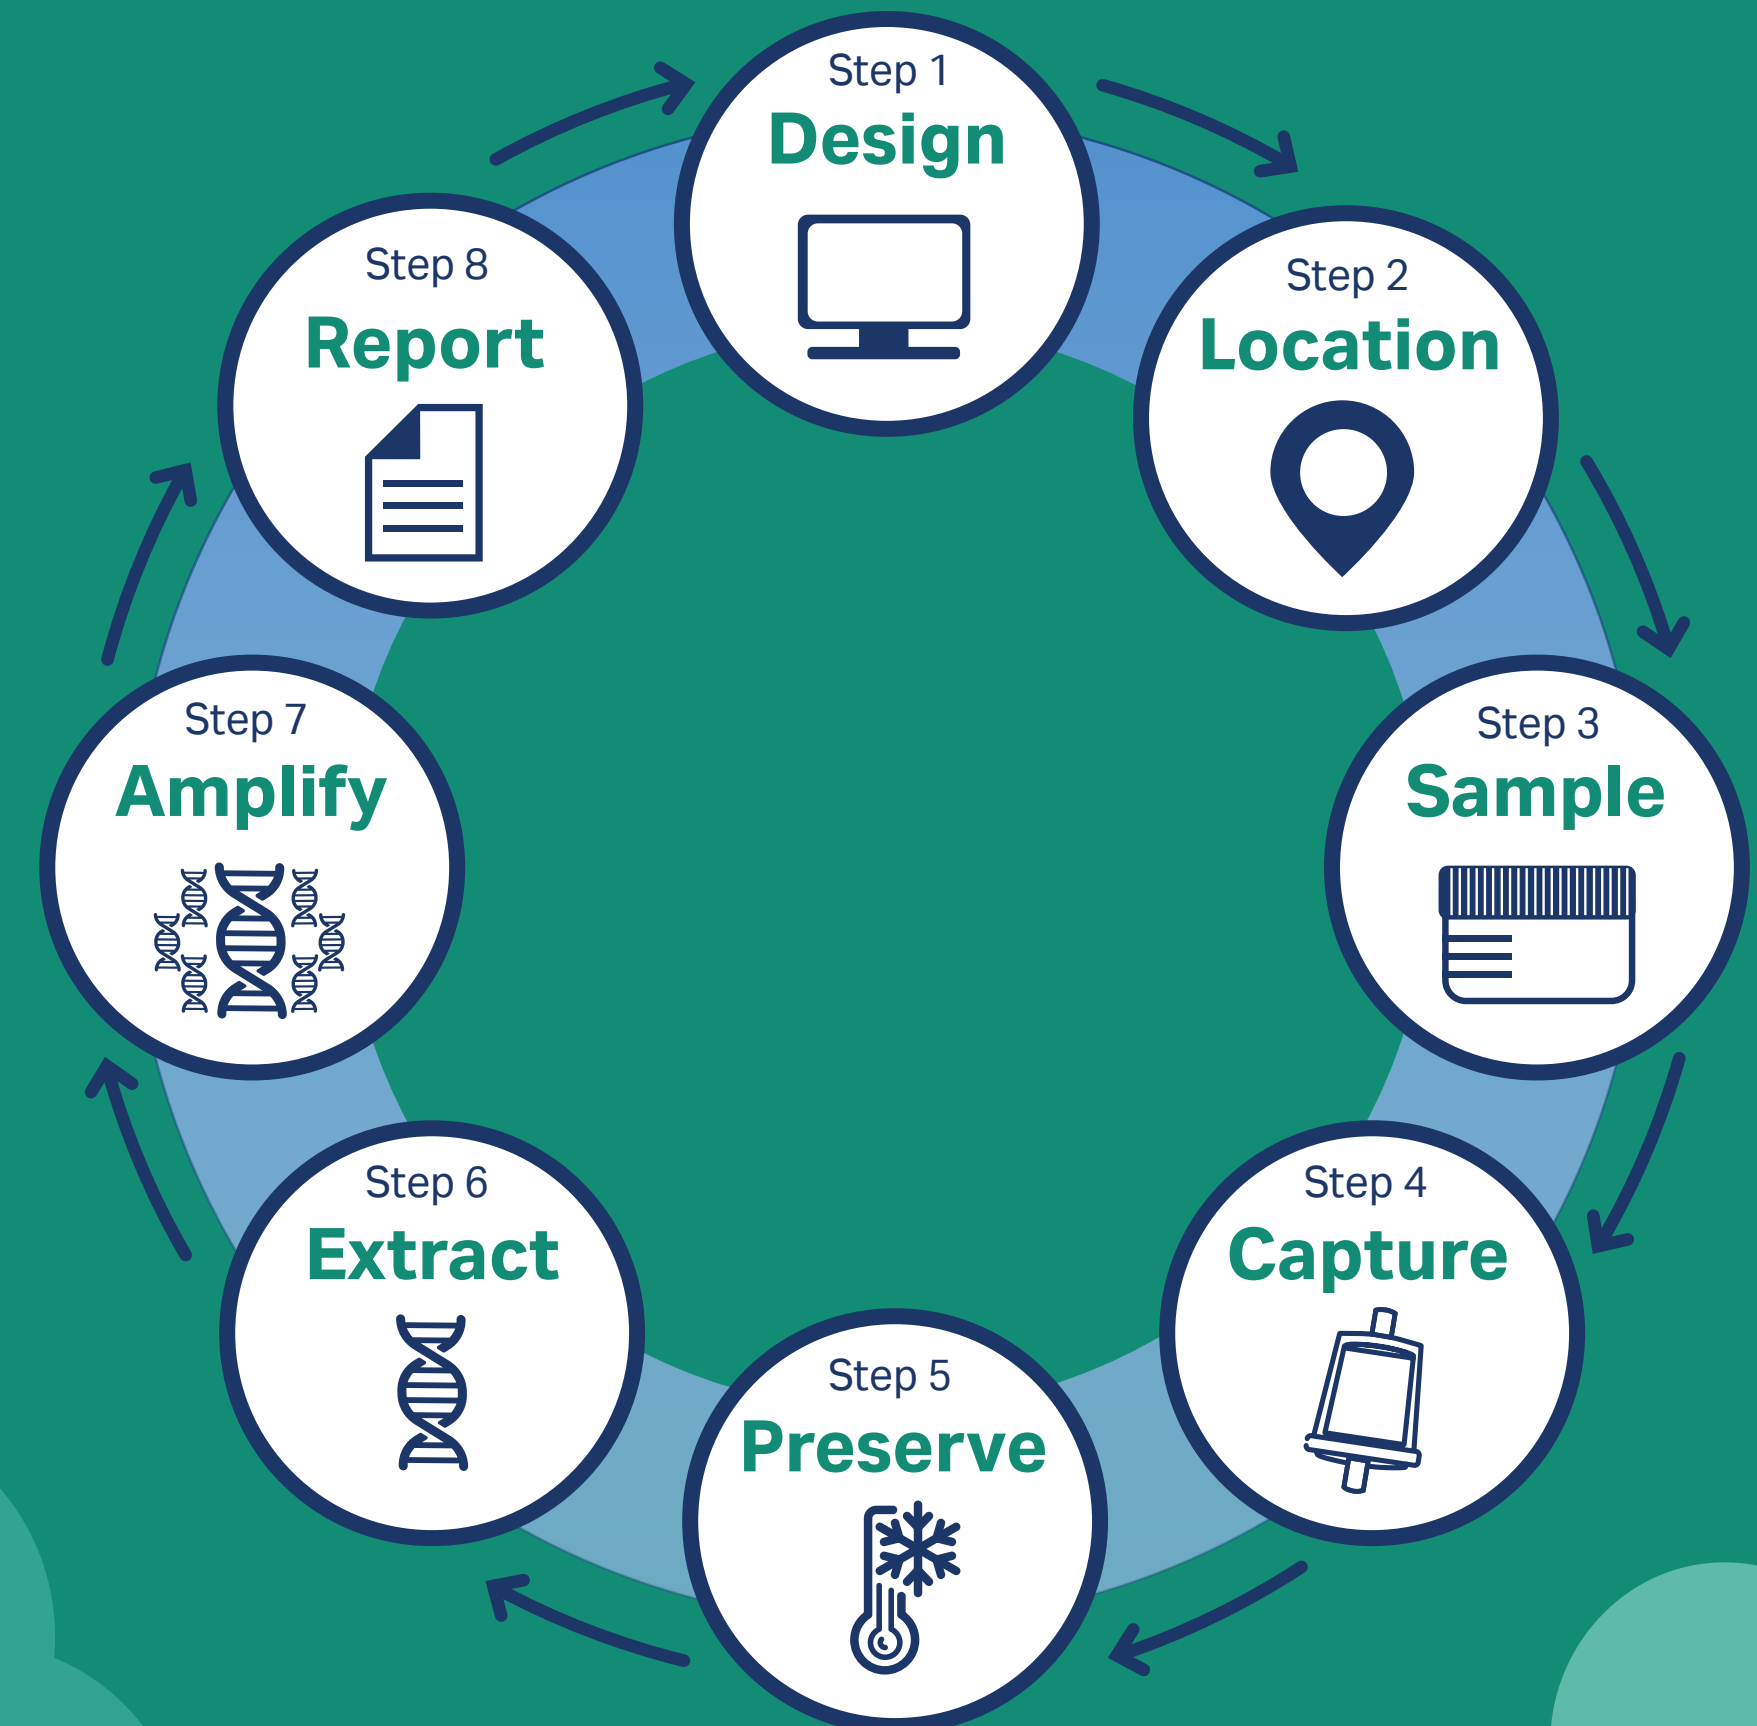 Step 1
Design
Step 2
Location
Step 3
Sample
Step 4
Capture
Step 5
Preserve
Step 6
Extract
Step 7
Amplify
Step 8
Report